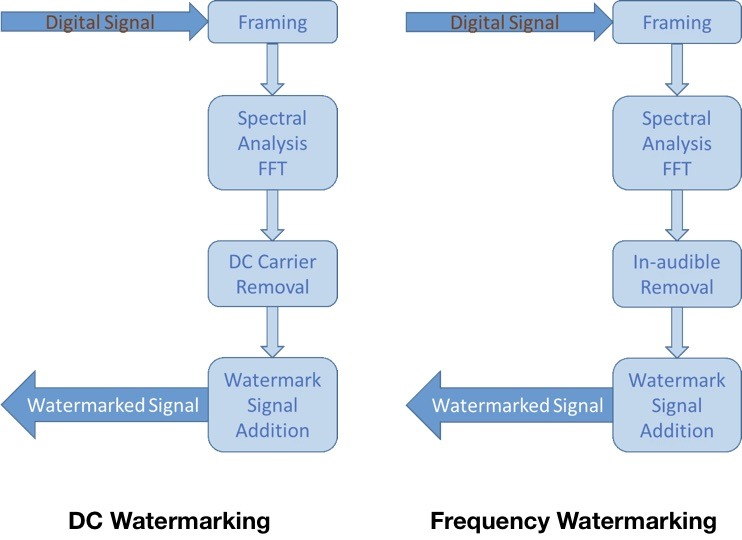 Digital Signal
Framing
Spectral
Analysis
FFT
DC Carrier
Removal
Watermark
Signal
Addition
Watermarked Signal
DC Watermarking
Digital Signal
Framing
Spectral
Analysis
FFT
In-audible
Removal
Watermark
Signal
Addition
Watermarked Signal
Frequency Watermarking